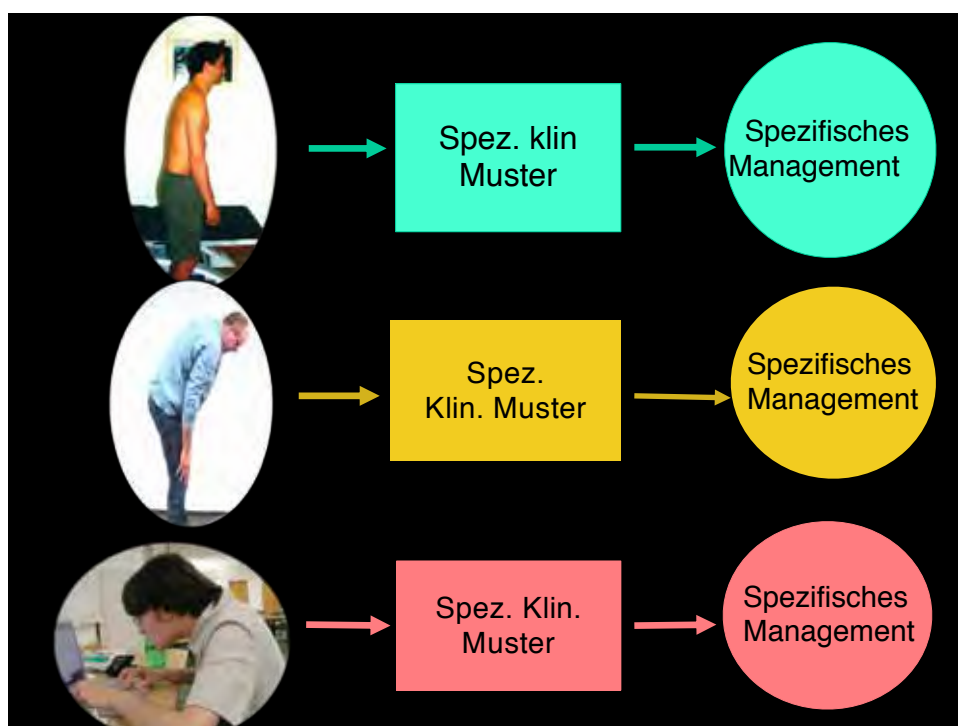 Spez. klin
Muster
Spezifisches
Management
Spez.
Klin. Muster
Spezifisches
Management
Spez. Klin.
Muster
Spezifisches
Management